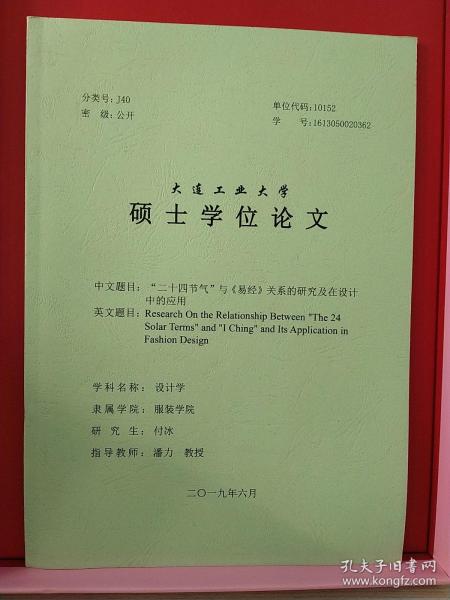 分类号：J40
密 级：公开
单位代码：10152
学 号：1613050020362
大连工业大学
硕士学位论文
中文题目：“二十四节气”与《易经》关系的研究及在设计
中的应用
英文题目：Research On the Relationship Between "The 24
Solar Terms" and "I Ching" and Its Application in
Fashion Design
学科名称：设计学
隶属学院：服装学院
研 究 生：付冰
指导教师：潘力 教授
二〇一九年六月
孔夫子旧书网
www.kongfz.com